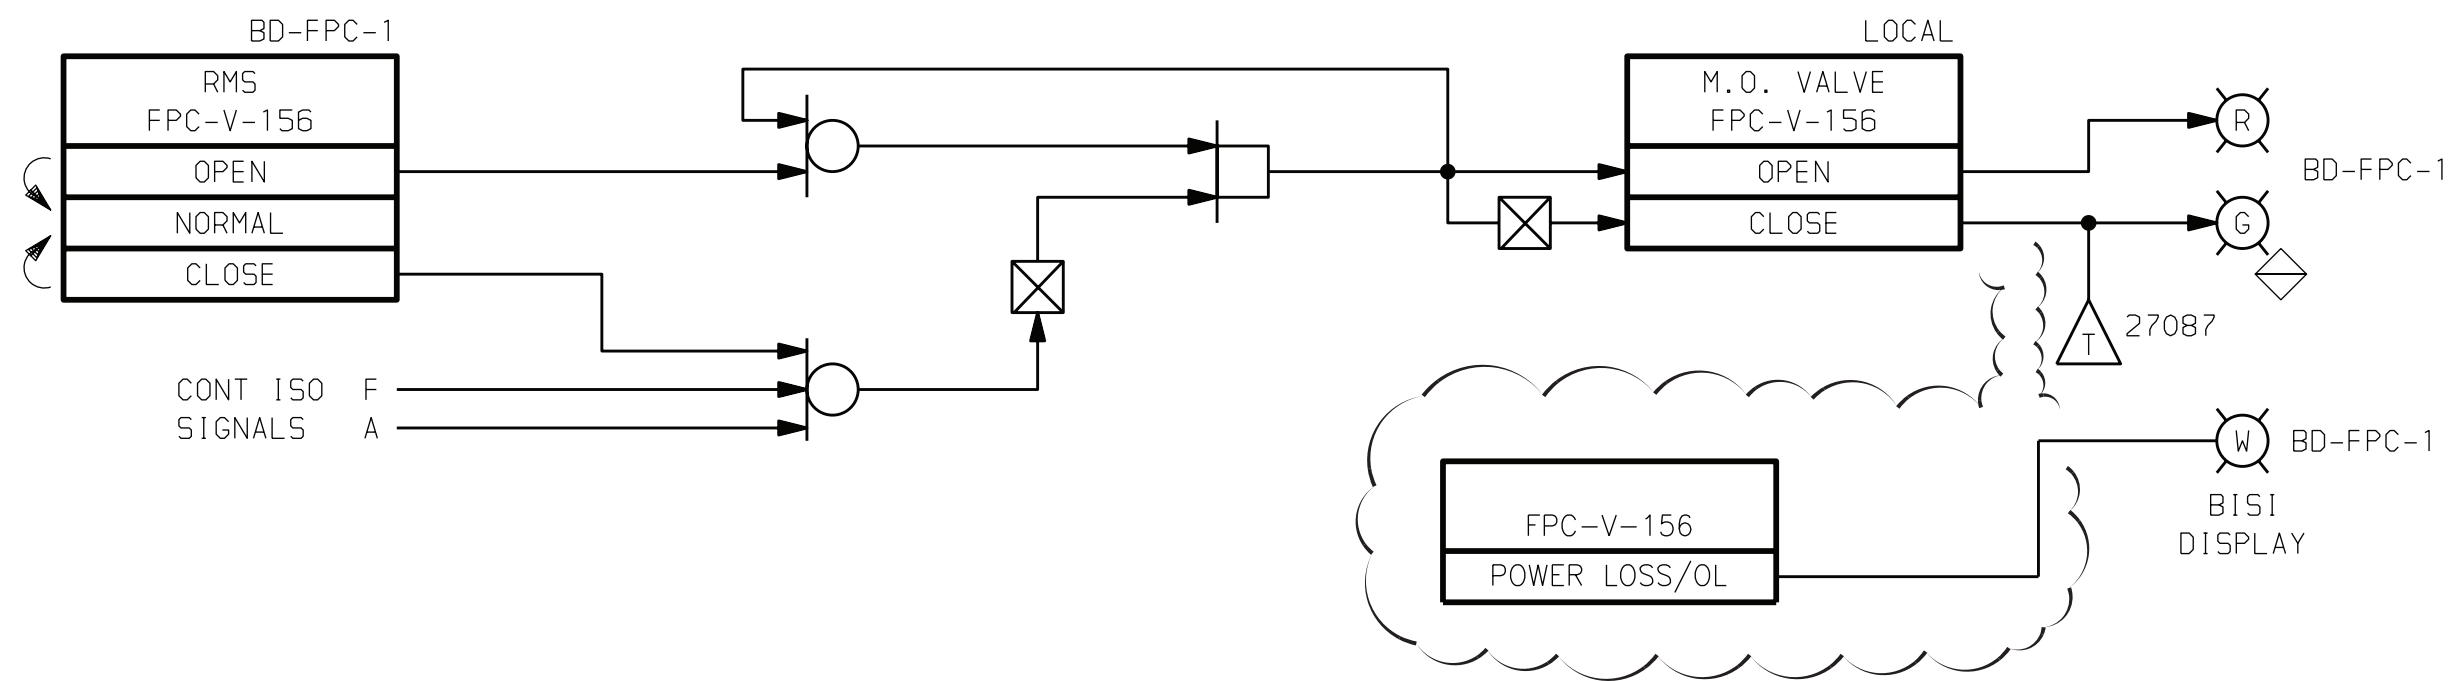 BD-FPC-1
RMS
FPC-V-156
OPEN
NORMAL
CLOSE
CONT ISO F
SIGNALS A
LOCAL
M.O. VALVE
FPC-V-156
OPEN
CLOSE
R
BD-FPC-1
G
T
27087
FPC-V-156
POWER LOSS/OL
W
BD-FPC-1
BISI
DISPLAY